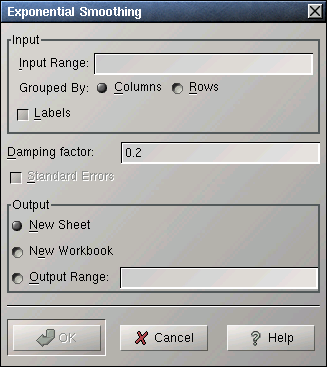 Exponential Smoothing
Input
Input Range:
Grouped By: Columns Rows
Labels
Damping factor: 0.2
Standard Errors
Output
New Sheet
New Workbook
Output Range:
OK Cancel Help